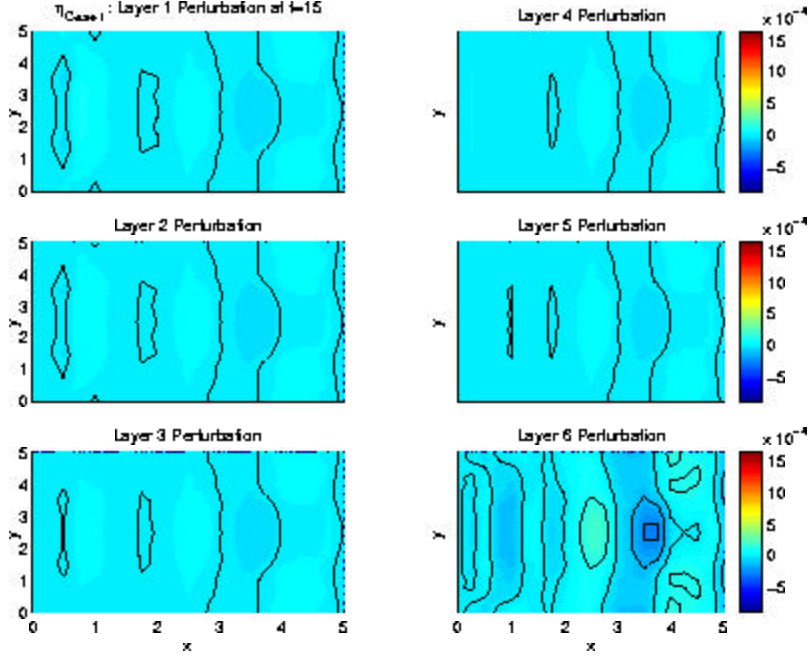 η_Case1 : Layer 1 Perturbation at t=15
Layer 4 Perturbation
x 10^-4
5
4
3
2
1
0
y
y
15
10
5
0
−5
Layer 2 Perturbation
Layer 5 Perturbation
x 10^-4
5
4
3
2
1
0
y
y
15
10
5
0
−5
Layer 3 Perturbation
Layer 6 Perturbation
x 10^-4
5
4
3
2
1
0
y
y
15
10
5
0
−5
0 1 2 3 4 5
x
0 1 2 3 4 5
x